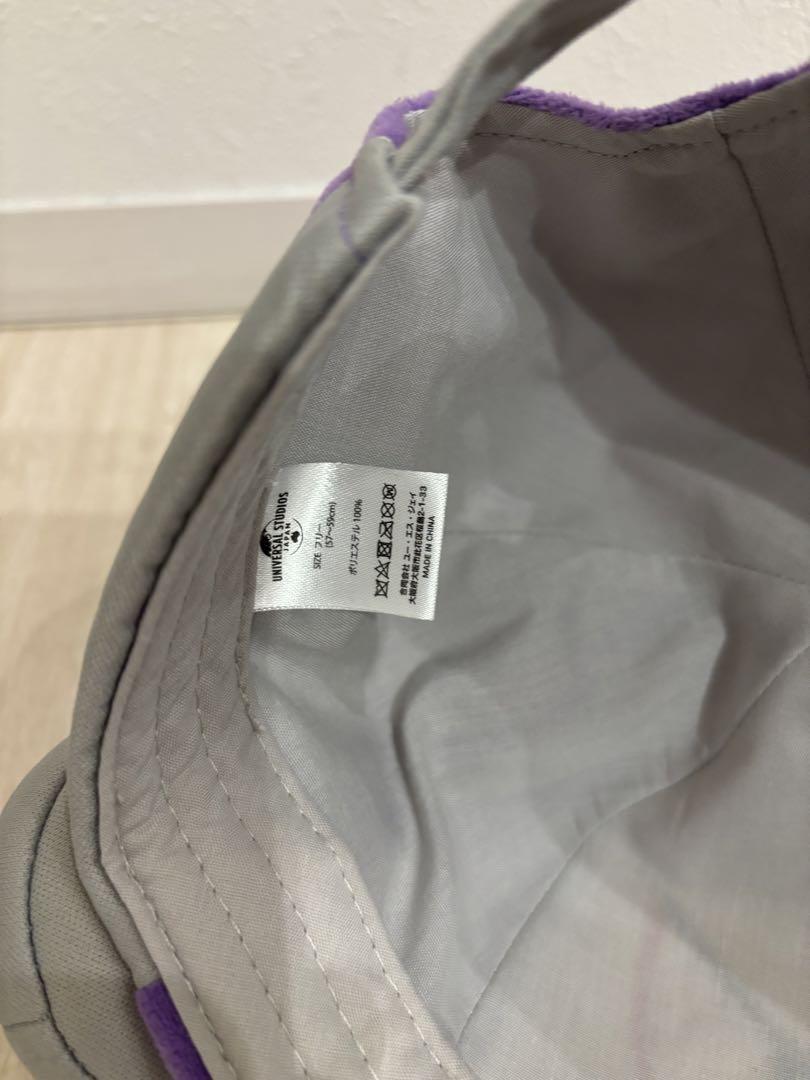 UNIVERSAL STUDIOS
JAPAN
SIZE フリー
(57〜59cm)
ポリエステル 100%
合同会社 ユー・エス・ジェイ
大阪府大阪市此花区桜島2-1-33
MADE IN CHINA